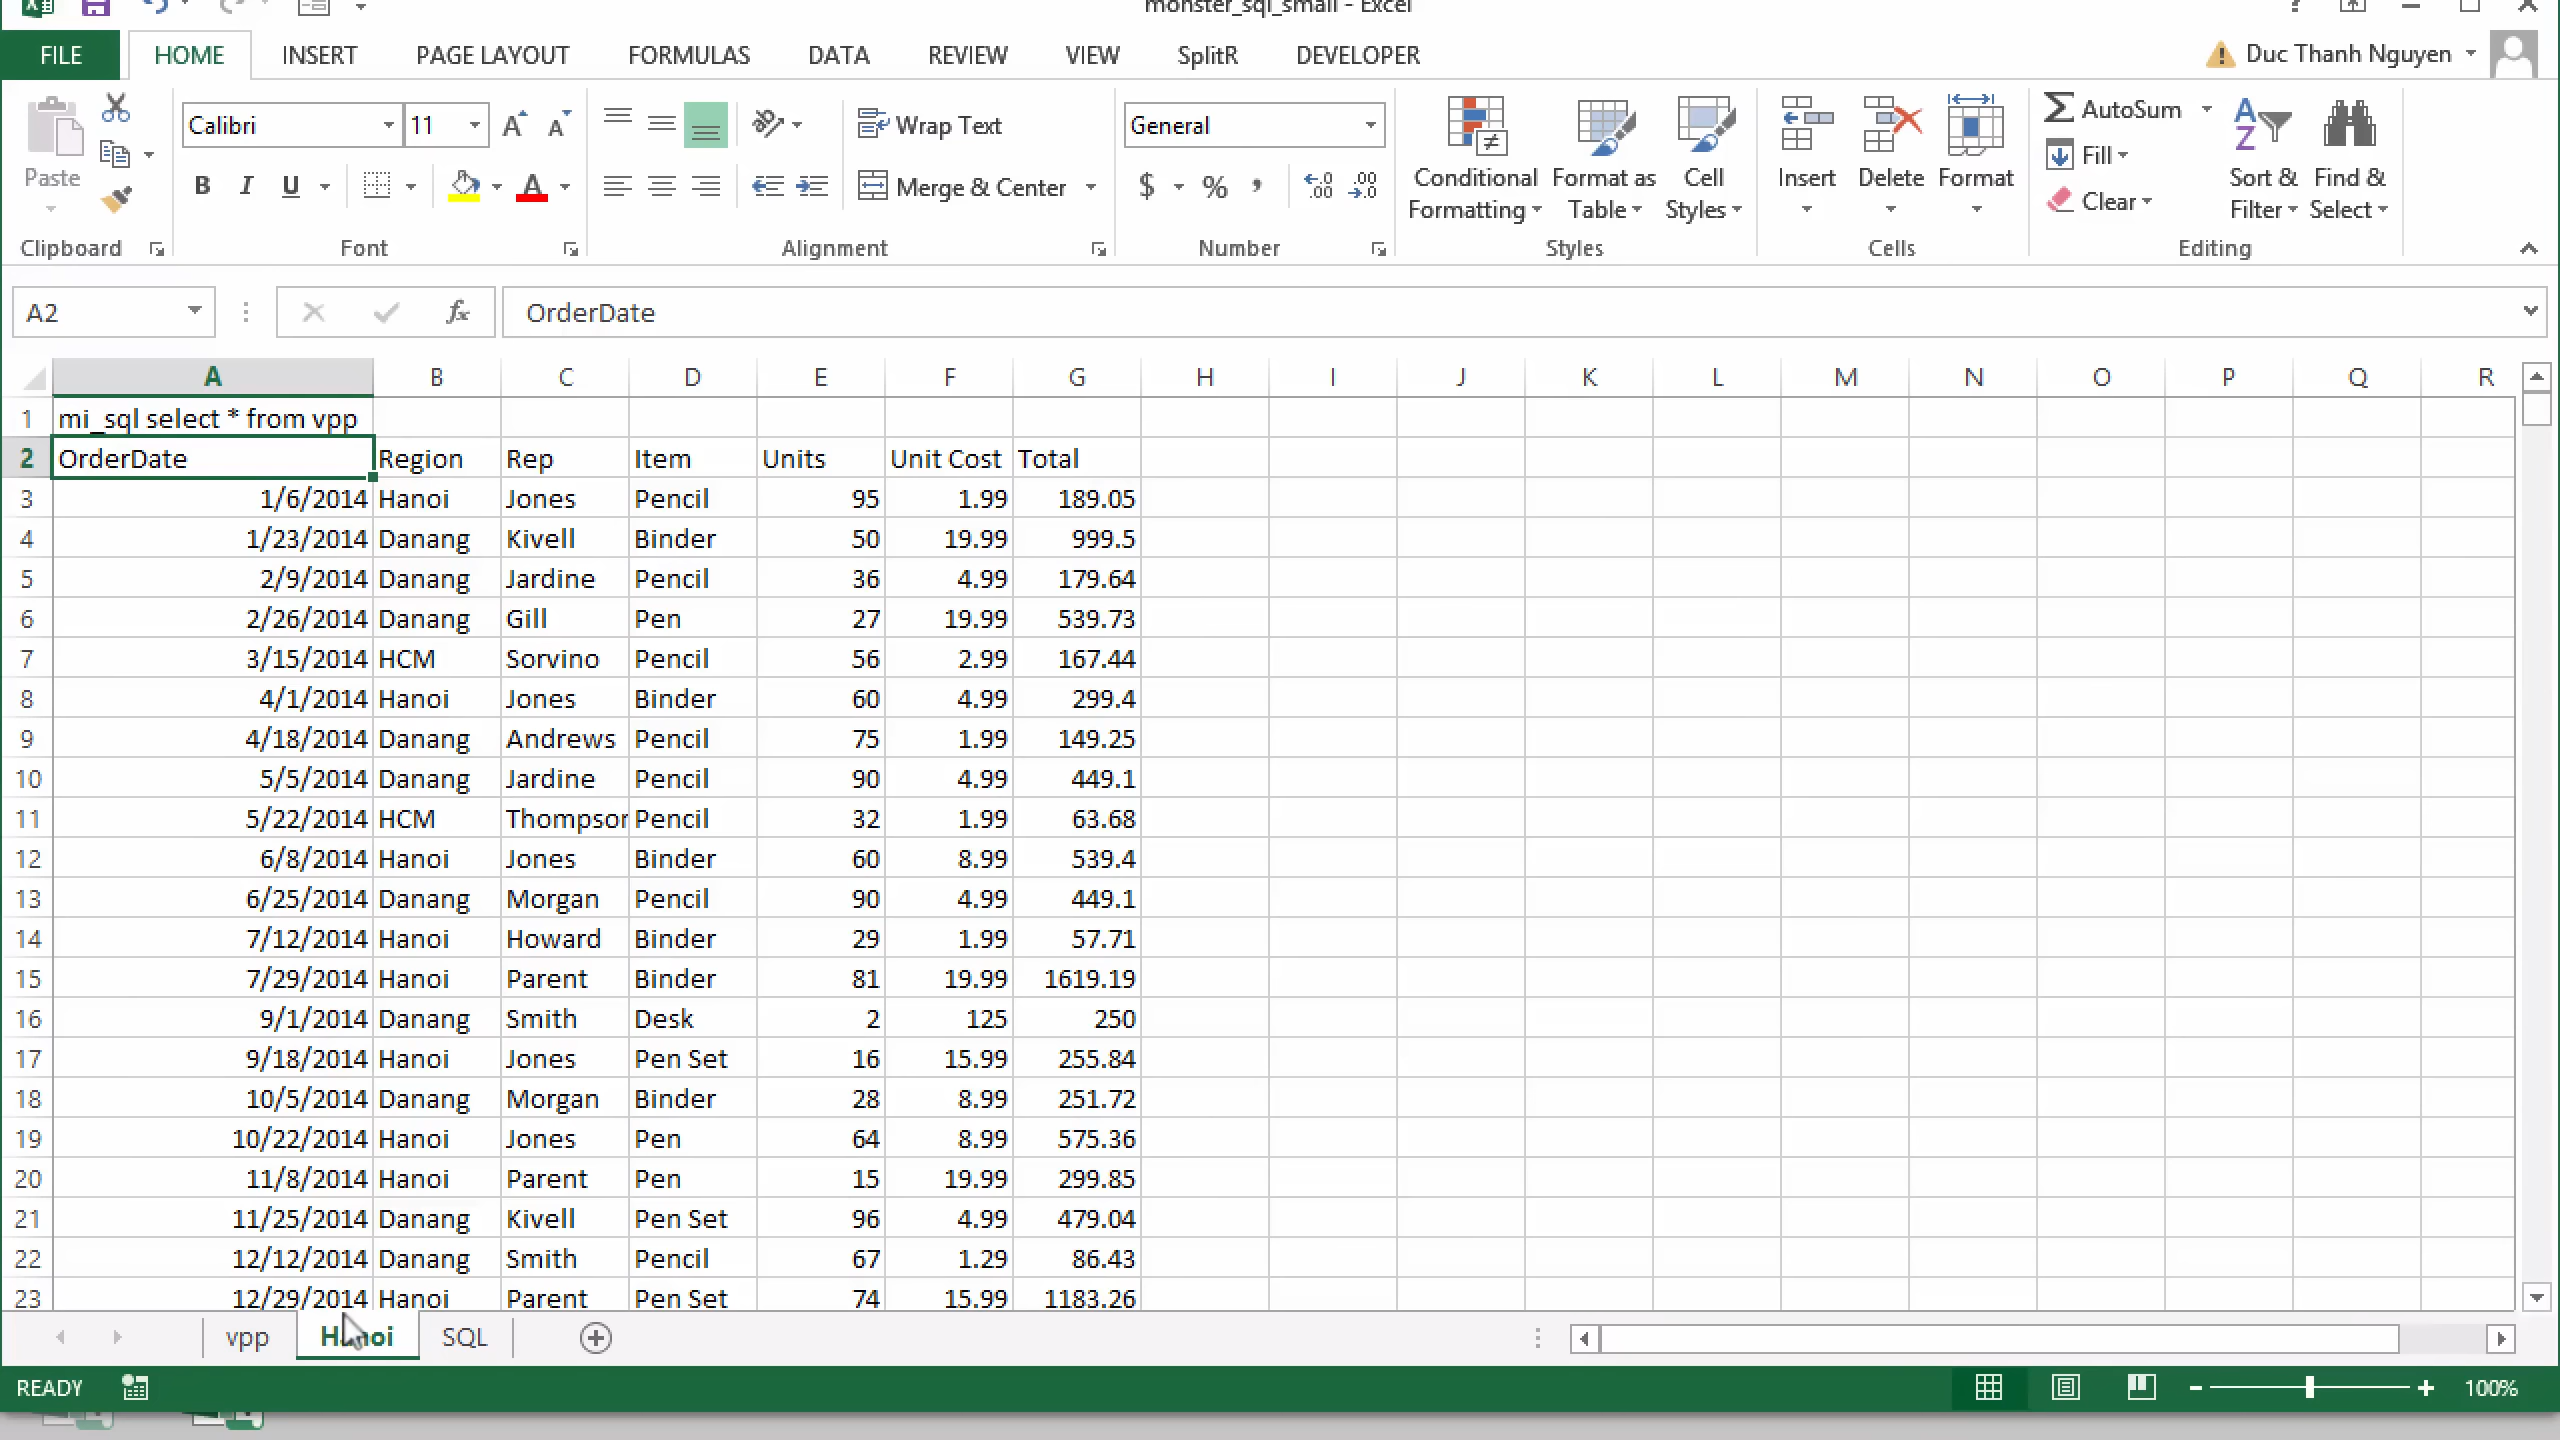 monster_sql_small - Excel
FILE HOME INSERT PAGE LAYOUT FORMULAS DATA REVIEW VIEW SplitR DEVELOPER Duc Thanh Nguyen
Calibri 11 Wrap Text General AutoSum
Paste Merge & Center $ % Conditional Formatting Format as Table Cell Styles Insert Delete Format Fill Clear Sort & Filter Find & Select
Clipboard Font Alignment Number Styles Cells Editing
A2 fx OrderDate
A B C D E F G H I J K L M N O P Q R
1 mi_sql select * from vpp
2 OrderDate Region Rep Item Units Unit Cost Total
3 1/6/2014 Hanoi Jones Pencil 95 1.99 189.05
4 1/23/2014 Danang Kivell Binder 50 19.99 999.5
5 2/9/2014 Danang Jardine Pencil 36 4.99 179.64
6 2/26/2014 Danang Gill Pen 27 19.99 539.73
7 3/15/2014 HCM Sorvino Pencil 56 2.99 167.44
8 4/1/2014 Hanoi Jones Binder 60 4.99 299.4
9 4/18/2014 Danang Andrews Pencil 75 1.99 149.25
10 5/5/2014 Danang Jardine Pencil 90 4.99 449.1
11 5/22/2014 HCM Thompson Pencil 32 1.99 63.68
12 6/8/2014 Hanoi Jones Binder 60 8.99 539.4
13 6/25/2014 Danang Morgan Pencil 90 4.99 449.1
14 7/12/2014 Hanoi Howard Binder 29 1.99 57.71
15 7/29/2014 Hanoi Parent Binder 81 19.99 1619.19
16 9/1/2014 Danang Smith Desk 2 125 250
17 9/18/2014 Hanoi Jones Pen Set 16 15.99 255.84
18 10/5/2014 Danang Morgan Binder 28 8.99 251.72
19 10/22/2014 Hanoi Jones Pen 64 8.99 575.36
20 11/8/2014 Hanoi Parent Pen 15 19.99 299.85
21 11/25/2014 Danang Kivell Pen Set 96 4.99 479.04
22 12/12/2014 Danang Smith Pencil 67 1.29 86.43
23 12/29/2014 Hanoi Parent Pen Set 74 15.99 1183.26
vpp Hanoi SQL
READY 100%